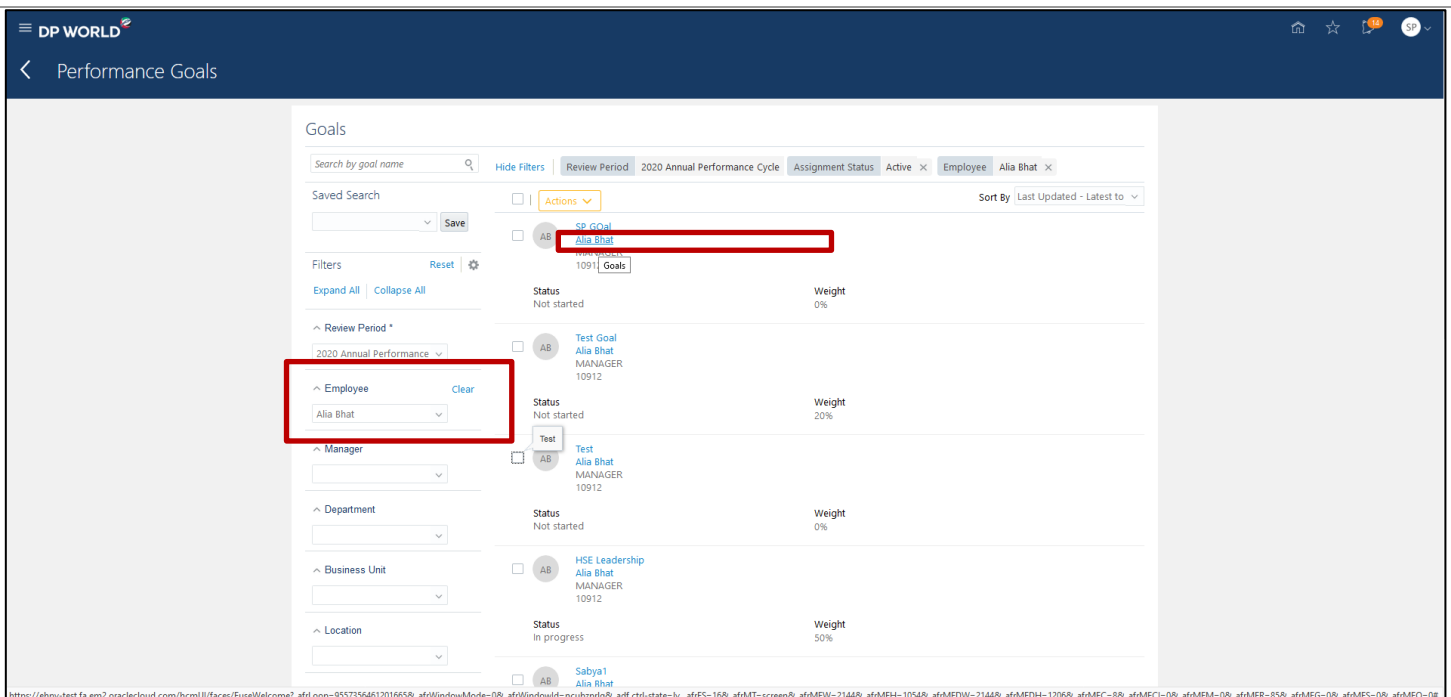 DP WORLD
14
SP
Performance Goals
Goals
Search by goal name
Hide Filters
Review Period 2020 Annual Performance Cycle
Assignment Status Active
Employee Alia Bhat
Saved Search
Save
Actions
Sort By Last Updated - Latest to
Filters
Reset
Expand All
Collapse All
Review Period *
2020 Annual Performance
Employee
Clear
Alia Bhat
Manager
Department
Business Unit
Location
AB
SP GOal
Alia Bhat
MANAGER
1091
Goals
Status
Not started
Weight
0%
AB
Test Goal
Alia Bhat
MANAGER
10912
Status
Not started
Weight
20%
Test
AB
Test
Alia Bhat
MANAGER
10912
Status
Not started
Weight
0%
AB
HSE Leadership
Alia Bhat
MANAGER
10912
Status
In progress
Weight
50%
AB
Sabya1
Alia Bhat